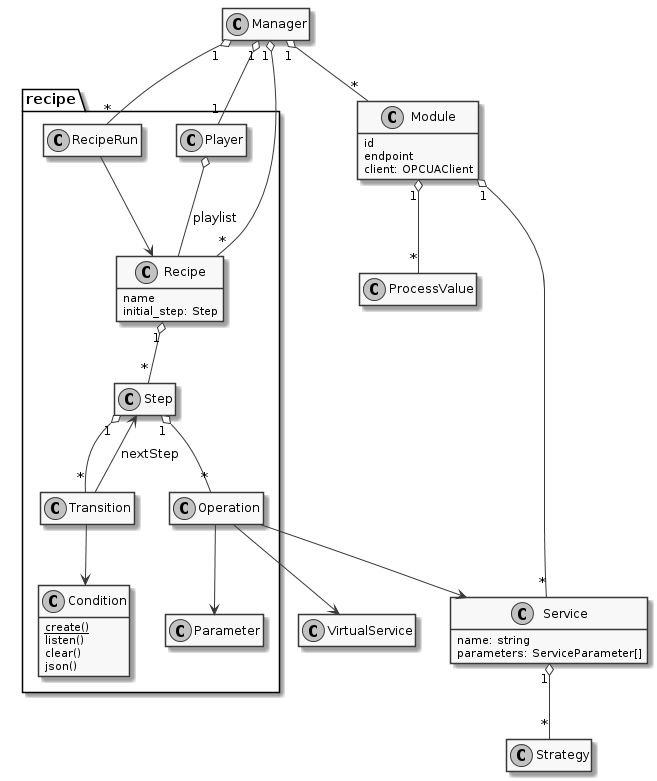 C Manager
1 1 1 1
*
recipe
* 1
C RecipeRun
C Player
C Module
id
endpoint
client: OPCUAClient
1 1
playlist
*
*
C Recipe
name
initial_step: Step
C ProcessValue
1
*
C Step
1 1
nextStep
* *
C Transition
C Operation
*
C Condition
create()
listen()
clear()
json()
C Parameter
C VirtualService
C Service
name: string
parameters: ServiceParameter[]
1
*
C Strategy